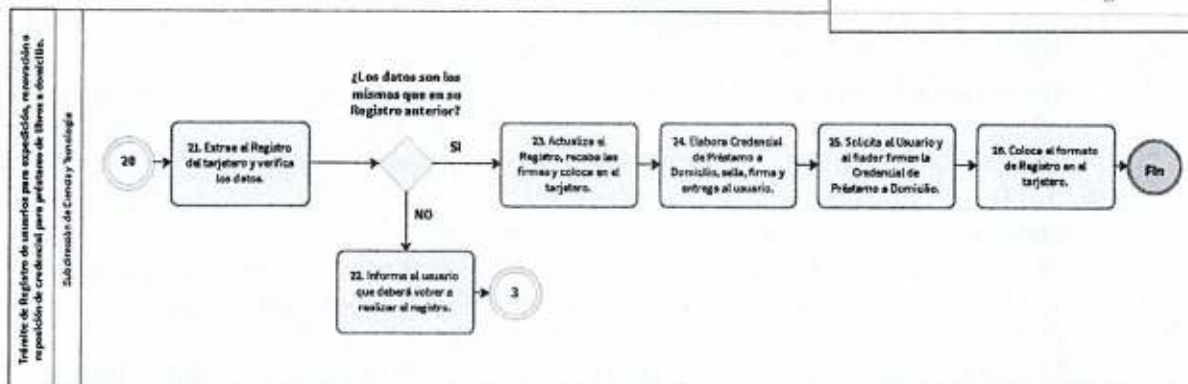 Trámite de Registro de usuarios para expedición, renovación o
reposición de credencial para préstamo de libros a domicilio.
Subdirección de Ciencia y Tecnología
20
21. Extrae el Registro
del tarjetero y verifica
los datos.
¿Los datos son los
mismos que en su
Registro anterior?
SI
NO
22. Informa al usuario
que deberá volver a
realizar el registro.
3
23. Actualiza el
Registro, recaba las
firmas y coloca en el
tarjetero.
24. Elabora Credencial
de Préstamo a
Domicilio, sella, firma y
entrega al usuario.
25. Solicita al Usuario y
al fiador firmen la
Credencial de
Préstamo a Domicilio.
26. Coloca el formato
de Registro en el
tarjetero.
Fin